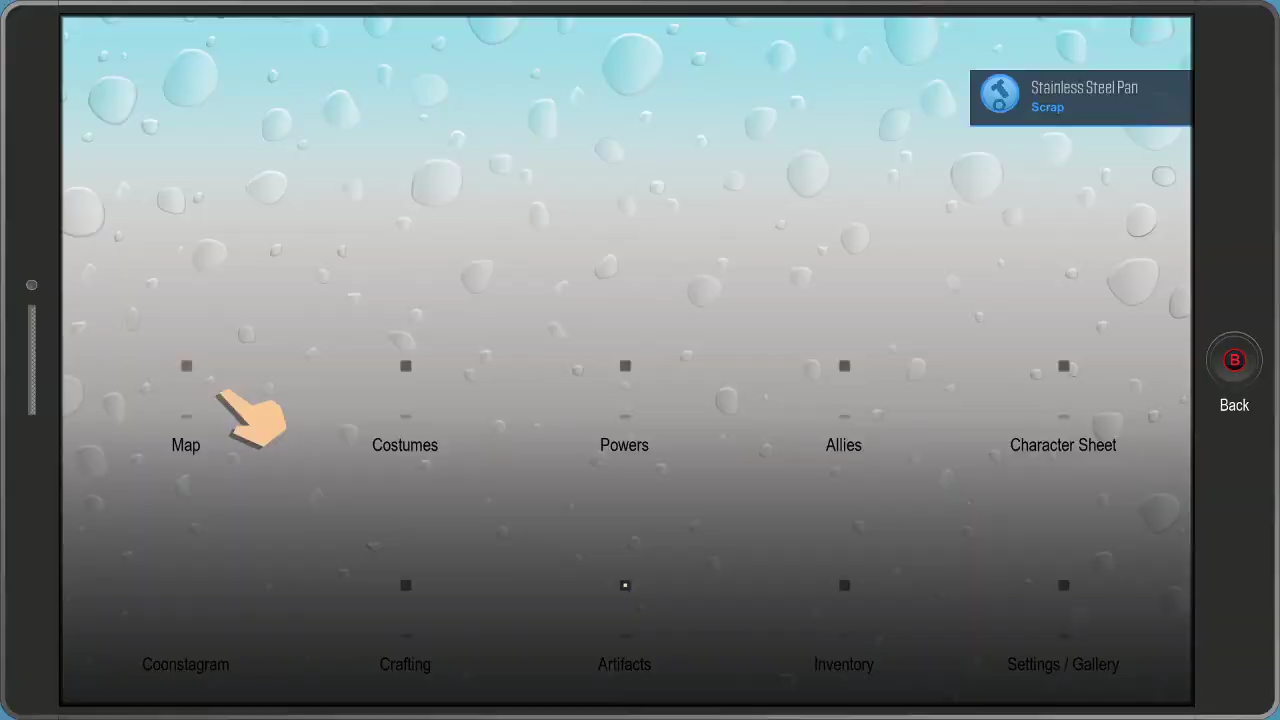 Stainless Steel Pan
Scrap
B
Back
Map
Costumes
Powers
Allies
Character Sheet
Coonstagram
Crafting
Artifacts
Inventory
Settings / Gallery